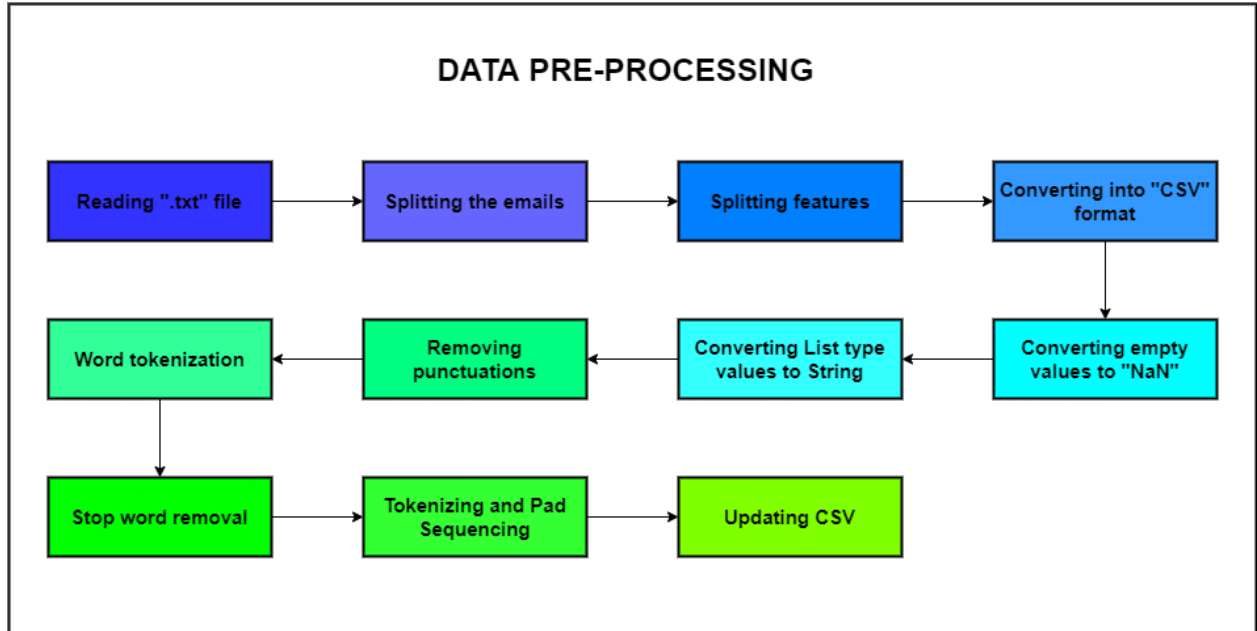 DATA PRE-PROCESSING
Reading ".txt" file
Splitting the emails
Splitting features
Converting into "CSV"
format
Word tokenization
Removing
punctuations
Converting List type
values to String
Converting empty
values to "NaN"
Stop word removal
Tokenizing and Pad
Sequencing
Updating CSV